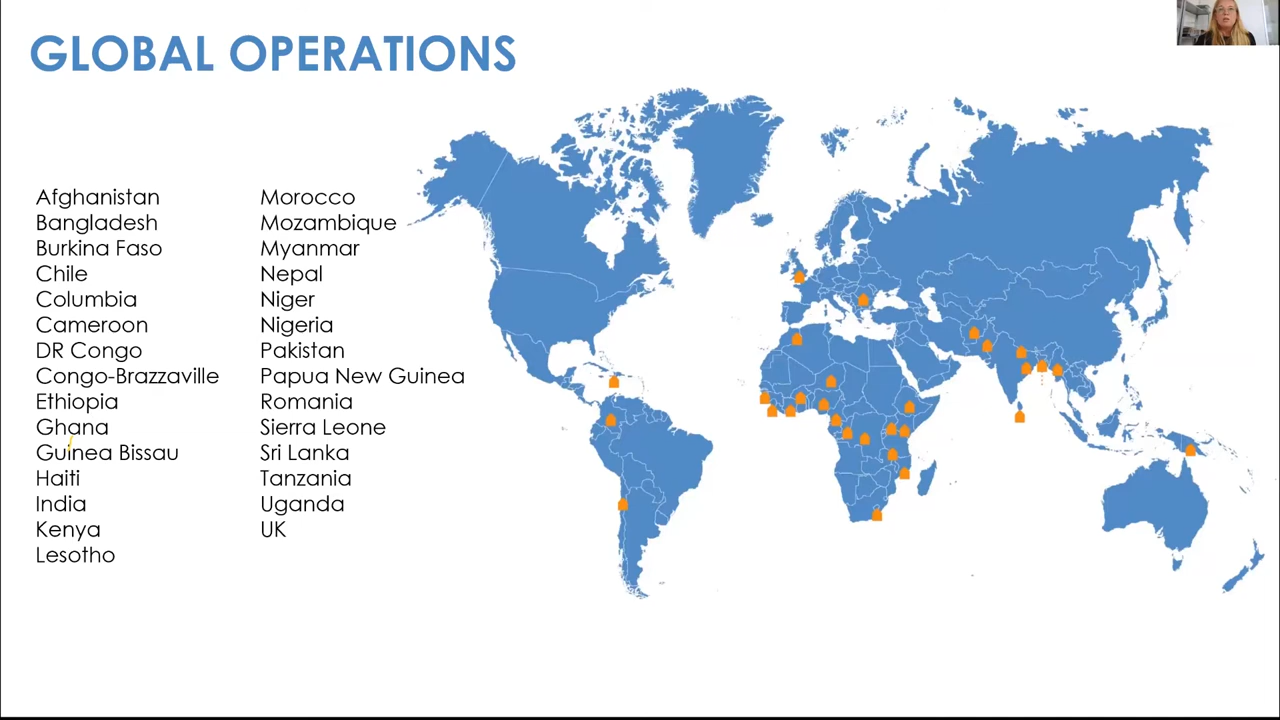 GLOBAL OPERATIONS
Afghanistan
Bangladesh
Burkina Faso
Chile
Columbia
Cameroon
DR Congo
Congo-Brazzaville
Ethiopia
Ghana
Guinea Bissau
Haiti
India
Kenya
Lesotho
Morocco
Mozambique
Myanmar
Nepal
Niger
Nigeria
Pakistan
Papua New Guinea
Romania
Sierra Leone
Sri Lanka
Tanzania
Uganda
UK